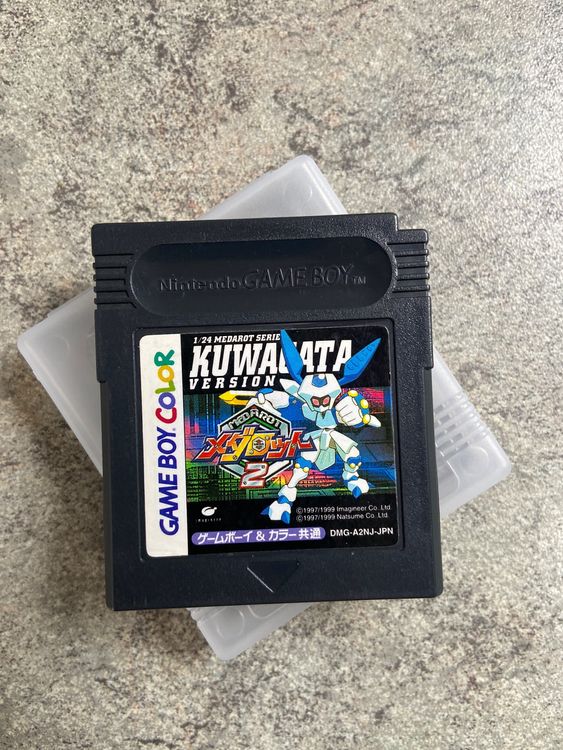 Nintendo GAME BOY TM
1/24 MEDAROT SERIE
KUWAGATA
VERSION
GAME BOY COLOR
MEDAROT
メダロット
2
IMAGINEER
©1997/1999 Imagineer Co.,Ltd
©1997/1999 Natsume Co.,Ltd
ゲームボーイ & カラー 共通
DMG-A2NJ-JPN